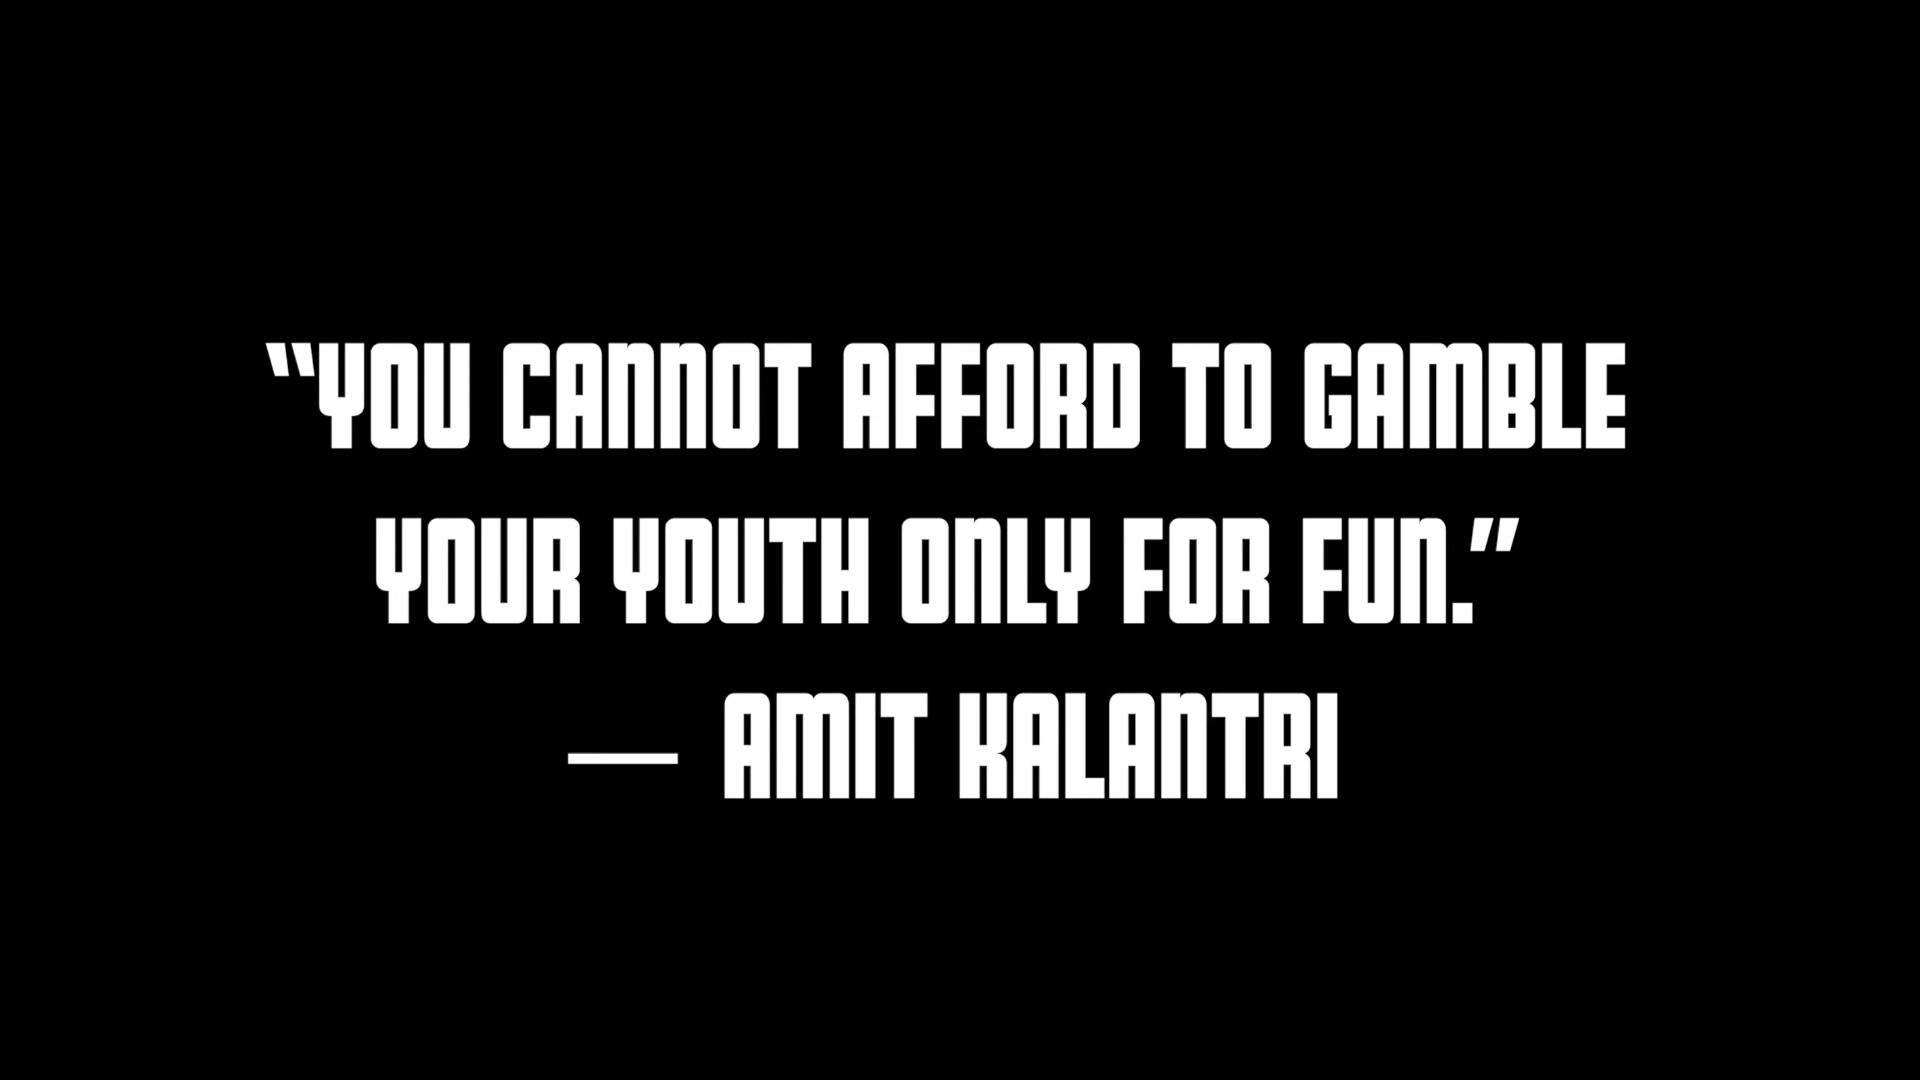 “YOU CANNOT AFFORD TO GAMBLE
YOUR YOUTH ONLY FOR FUN.”
— AMIT KALANTRI